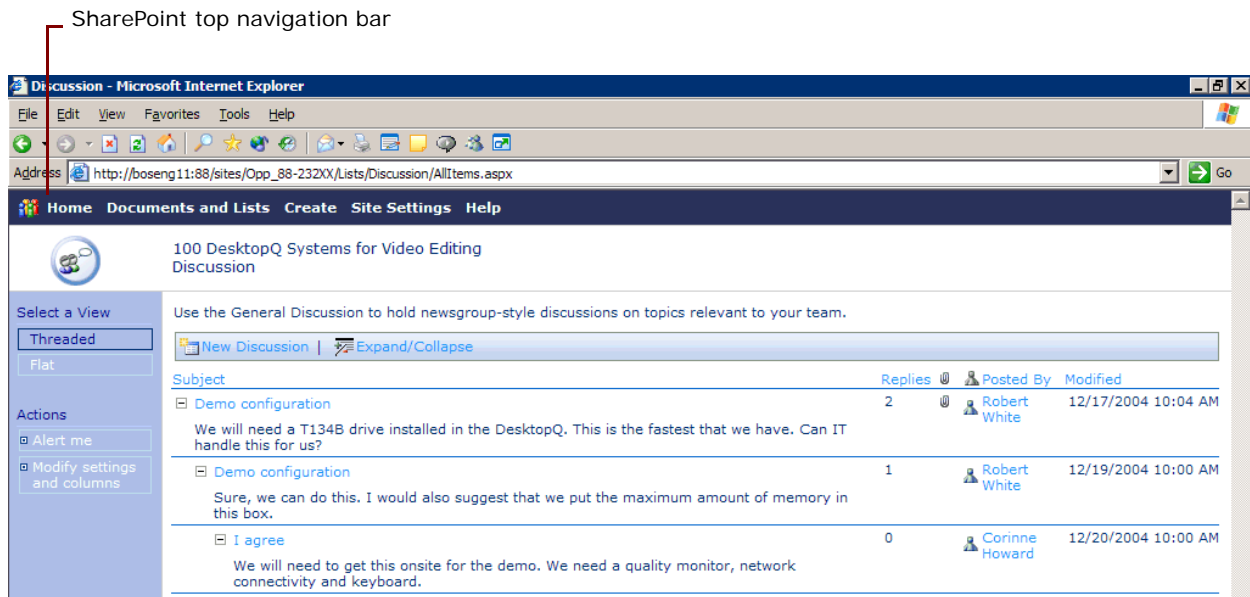 SharePoint top navigation bar
Discussion - Microsoft Internet Explorer
File Edit View Favorites Tools Help
Address http://boseng11:88/sites/Opp_88-232XX/Lists/Discussion/AllItems.aspx Go
Home Documents and Lists Create Site Settings Help
100 DesktopQ Systems for Video Editing
Discussion
Select a View
Threaded
Flat
Actions
Alert me
Modify settings
and columns
Use the General Discussion to hold newsgroup-style discussions on topics relevant to your team.
New Discussion | Expand/Collapse
Subject Replies Posted By Modified
Demo configuration 2 Robert White 12/17/2004 10:04 AM
We will need a T134B drive installed in the DesktopQ. This is the fastest that we have. Can IT
handle this for us?
Demo configuration 1 Robert White 12/19/2004 10:00 AM
Sure, we can do this. I would also suggest that we put the maximum amount of memory in
this box.
I agree 0 Corinne Howard 12/20/2004 10:00 AM
We will need to get this onsite for the demo. We need a quality monitor, network
connectivity and keyboard.